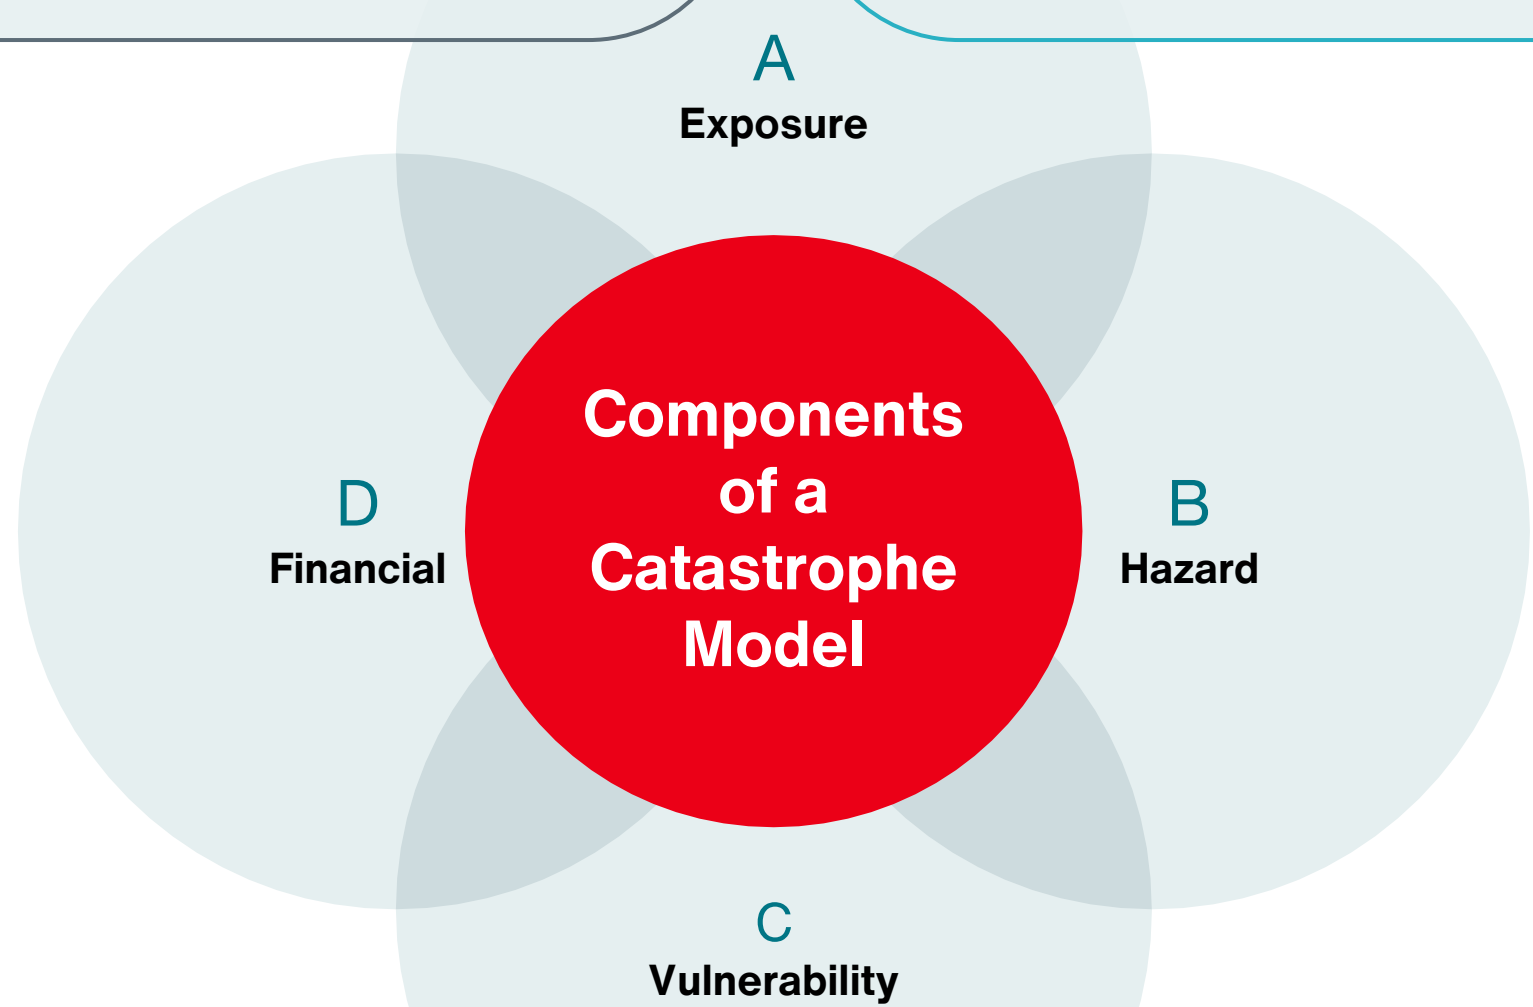 A
Exposure
Components
of a
Catastrophe
Model
D
Financial
B
Hazard
C
Vulnerability